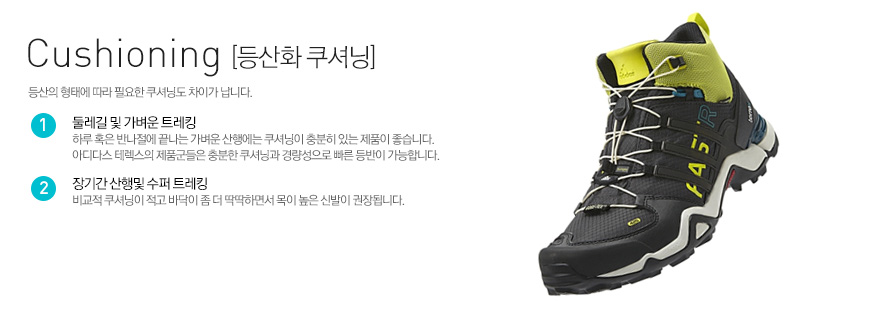 Cushioning [등산화 쿠셔닝]
등산의 형태에 따라 필요한 쿠셔닝도 차이가 납니다.
1 둘레길 및 가벼운 트레킹
하루 혹은 반나절에 끝나는 가벼운 산행에는 쿠셔닝이 충분히 있는 제품이 좋습니다.
아디다스 테렉스의 제품군들은 충분한 쿠셔닝과 경량성으로 빠른 등반이 가능합니다.
2 장기간 산행및 수퍼 트레킹
비교적 쿠셔닝이 적고 바닥이 좀 더 딱딱하면서 목이 높은 신발이 권장됩니다.
FAST R